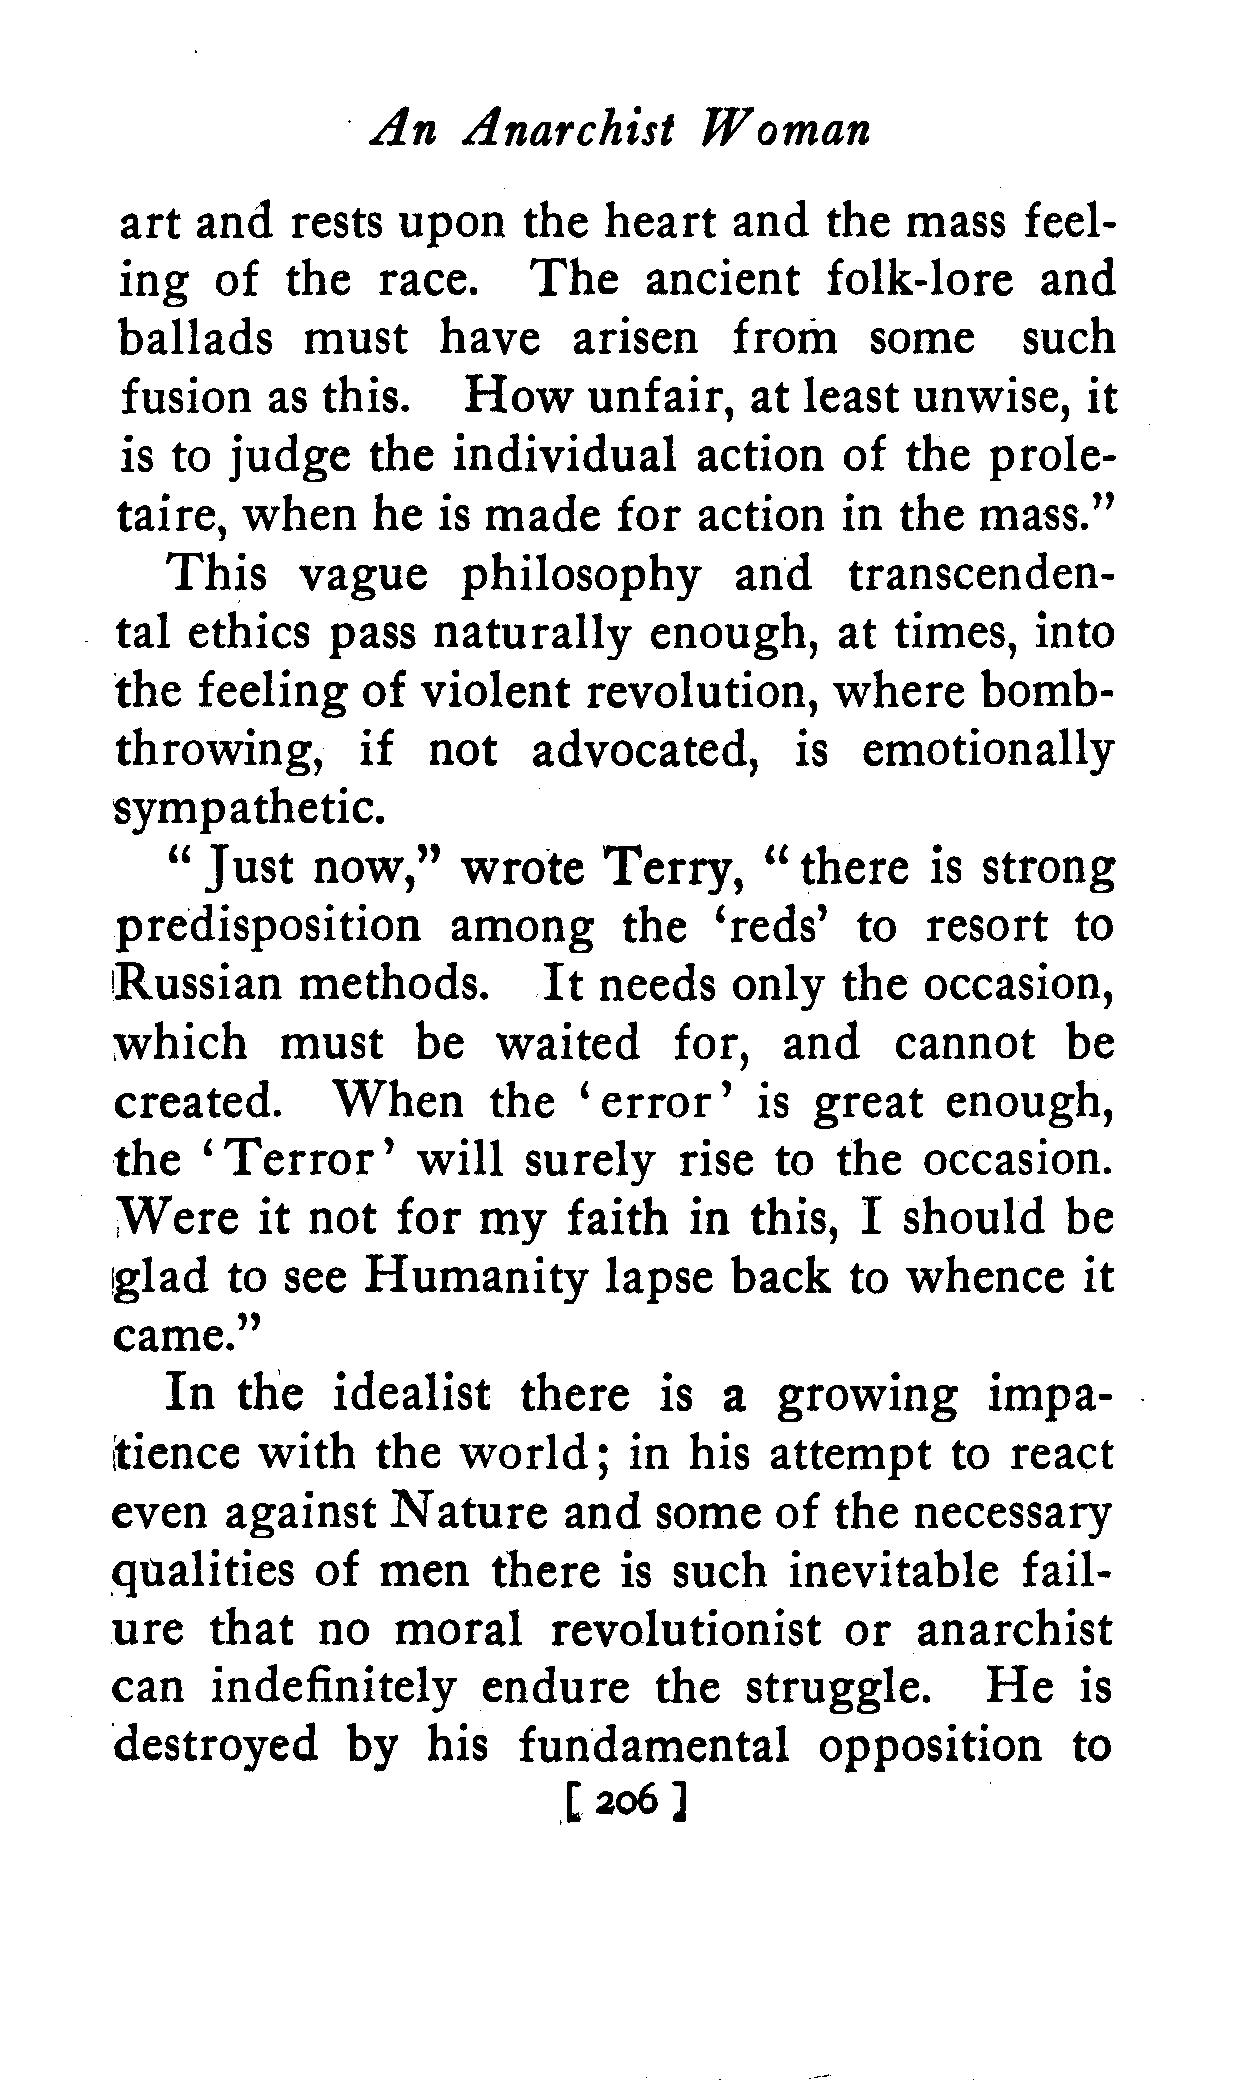 An Anarchist Woman
art and rests upon the heart and the mass feel-
ing of the race. The ancient folk-lore and
ballads must have arisen from some such
fusion as this. How unfair, at least unwise, it
is to judge the individual action of the prole-
taire, when he is made for action in the mass."
This vague philosophy and transcenden-
tal ethics pass naturally enough, at times, into
the feeling of violent revolution, where bomb-
throwing, if not advocated, is emotionally
sympathetic.
"Just now," wrote Terry, "there is strong
predisposition among the 'reds' to resort to
Russian methods. It needs only the occasion,
which must be waited for, and cannot be
created. When the 'error' is great enough,
the 'Terror' will surely rise to the occasion.
Were it not for my faith in this, I should be
glad to see Humanity lapse back to whence it
came."
In the idealist there is a growing impa-
tience with the world; in his attempt to react
even against Nature and some of the necessary
qualities of men there is such inevitable fail-
ure that no moral revolutionist or anarchist
can indefinitely endure the struggle. He is
destroyed by his fundamental opposition to
[ 206 ]